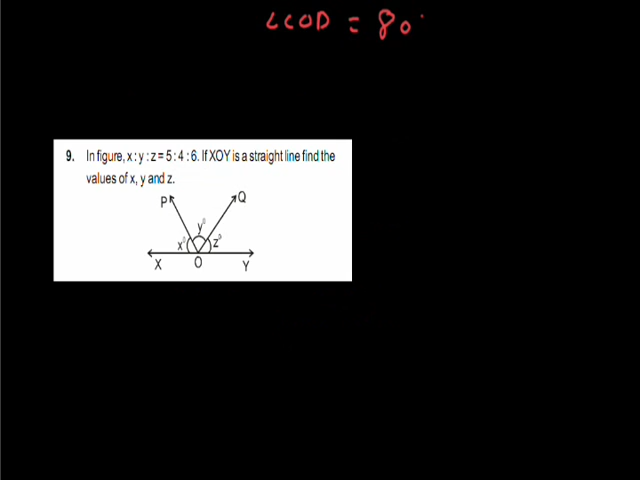 ∠COD = 80°
9. In figure, x : y : z = 5 : 4 : 6. If XOY is a straight line find the
values of x, y and z.
P Q
y°
x° z°
X O Y